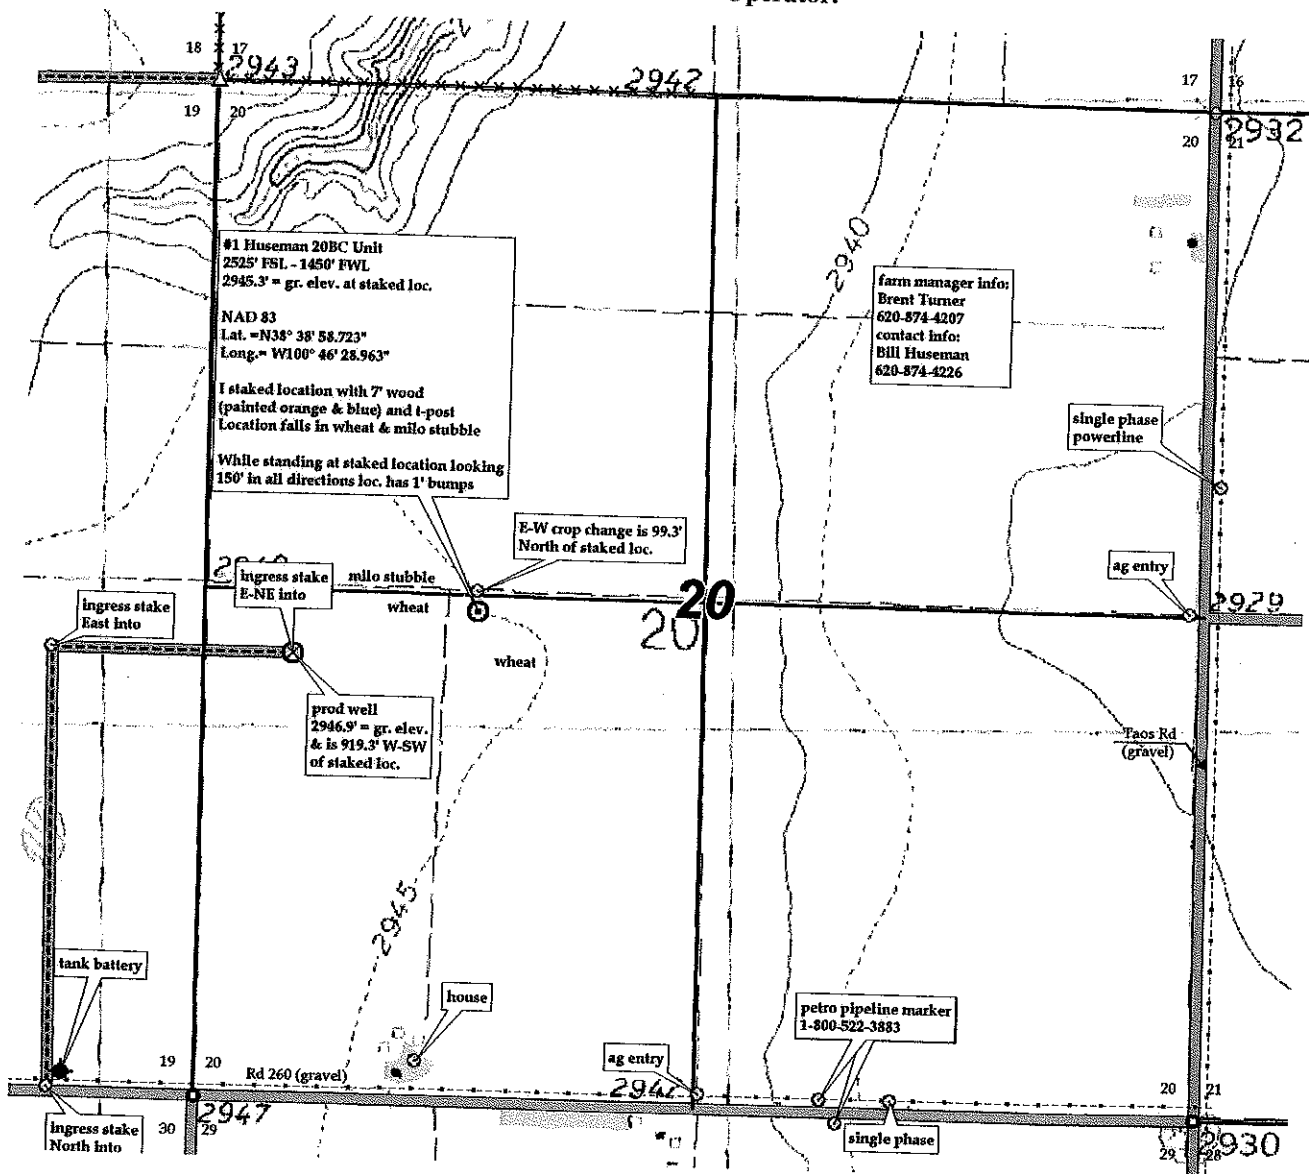 Operator:
18 17
2943
2942
17 16
19 20
20 21
2932
#1 Huseman 20BC Unit
2525' FSL - 1450' FWL
2945.3' = gr. elev. at staked loc.
NAD 83
Lat. =N38° 38' 58.723"
Long.= W100° 46' 28.963"
I staked location with 7' wood
(painted orange & blue) and t-post
Location falls in wheat & milo stubble
While standing at staked location looking
150' in all directions loc. has 1' bumps
2940
farm manager info:
Brent Turner
620-874-4207
contact info:
Bill Huseman
620-874-4226
single phase
powerline
E-W crop change is 99.3'
North of staked loc.
ingress stake
E-NE into
milo stubble
wheat
20
20
ag entry
2929
ingress stake
East into
wheat
prod well
2946.9' = gr. elev.
& is 919.3' W-SW
of staked loc.
Taos Rd
(gravel)
2945
tank battery
house
petro pipeline marker
1-800-522-3883
19 20
Rd 260 (gravel)
ag entry
20 21
2947
ingress stake
North into
30 29
single phase
2930
29 28